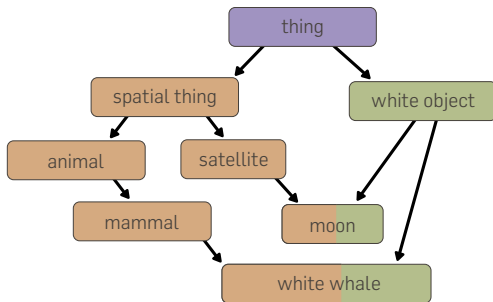 thing
spatial thing
white object
animal
satellite
mammal
moon
white whale